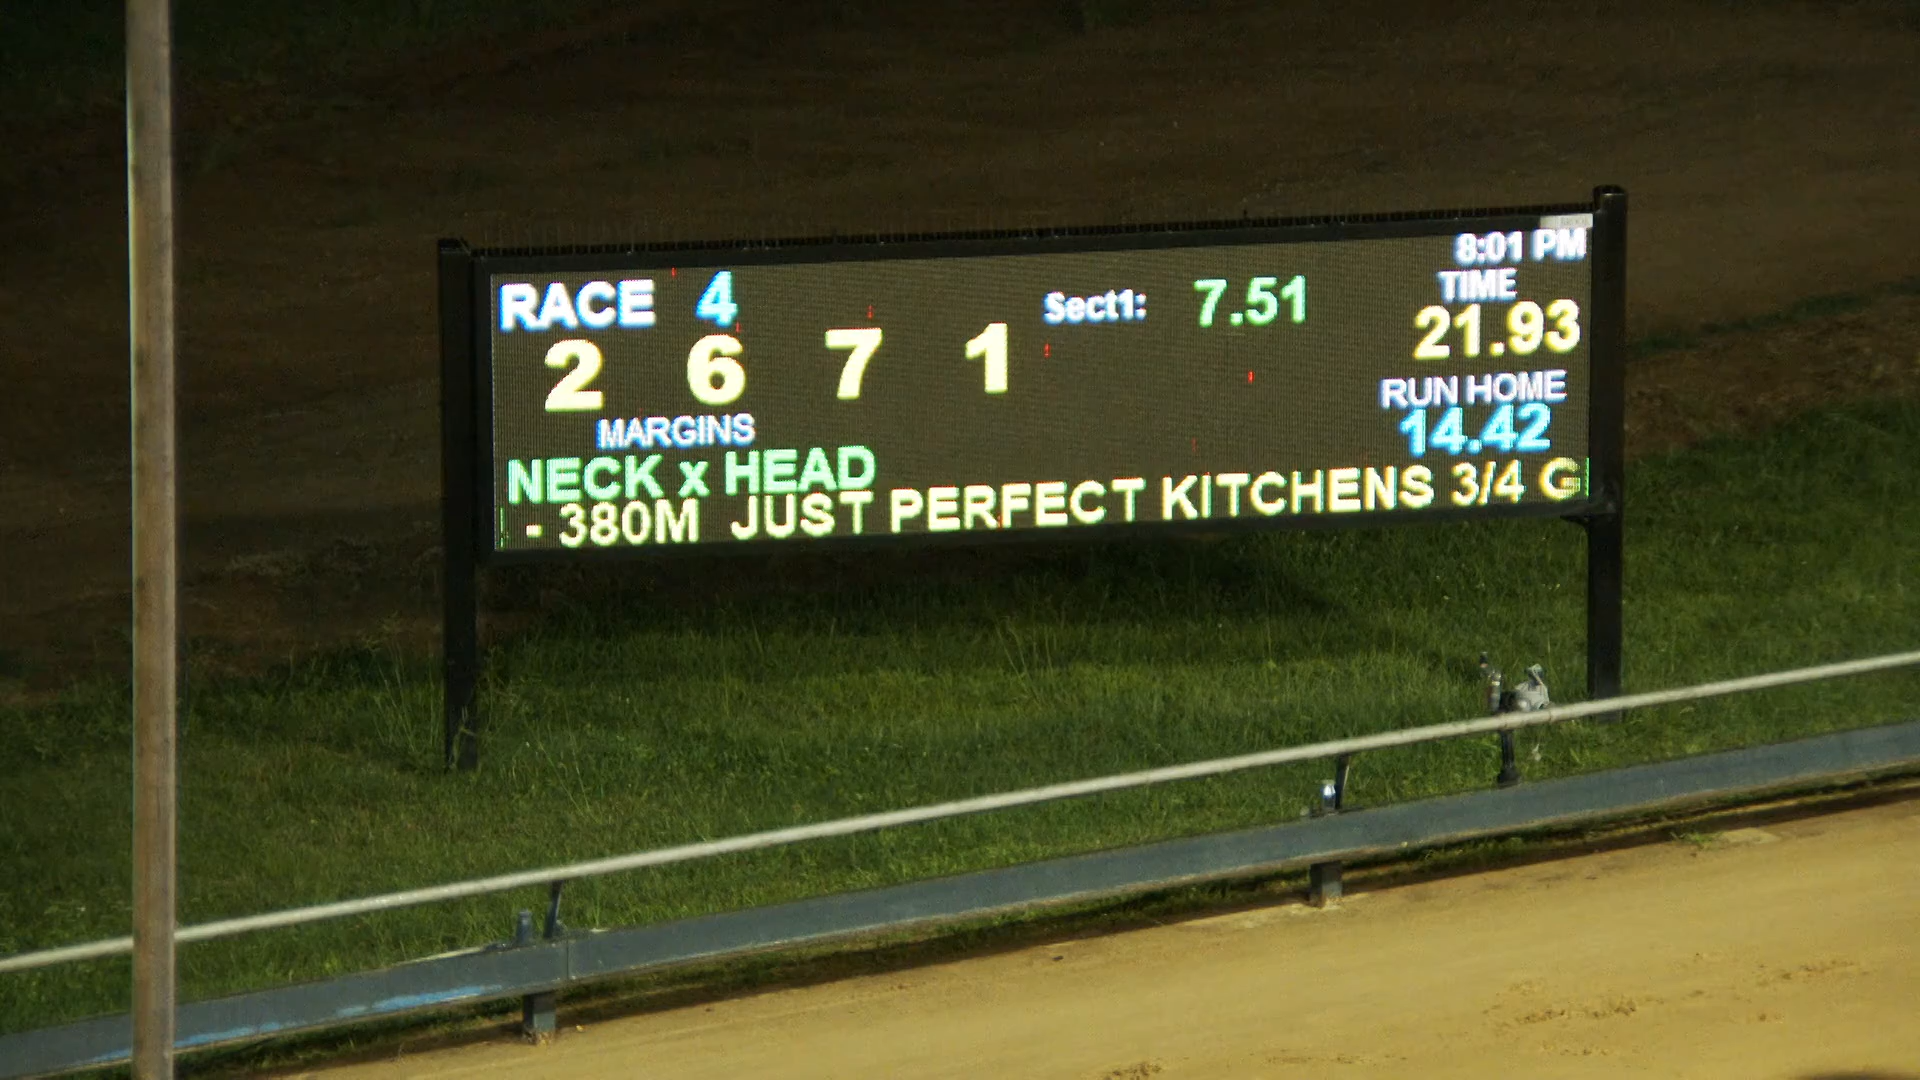 8:01 PM
RACE 4 Sect1: 7.51 TIME
21.93
2 6 7 1
RUN HOME
14.42
MARGINS
NECK x HEAD
- 380M JUST PERFECT KITCHENS 3/4 G